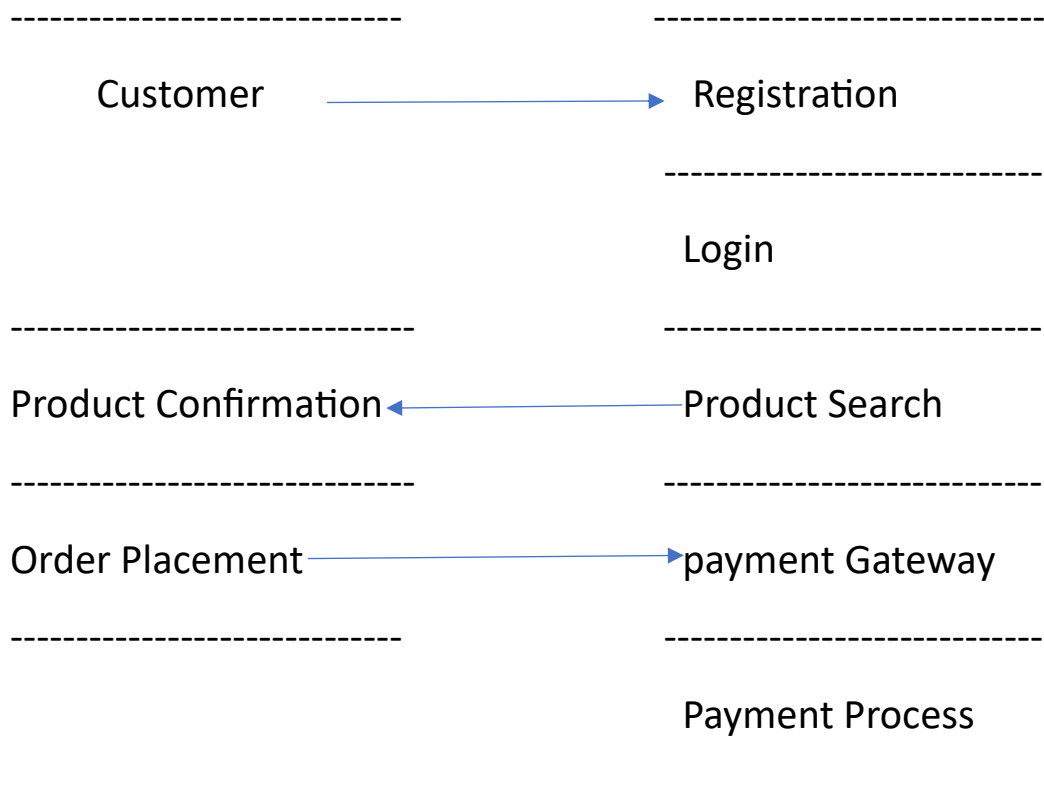 ------------------------------ ------------------------------
Customer Registration
-----------------------------
Login
------------------------------- -----------------------------
Product Confirmation Product Search
------------------------------- -----------------------------
Order Placement payment Gateway
------------------------------ -----------------------------
Payment Process